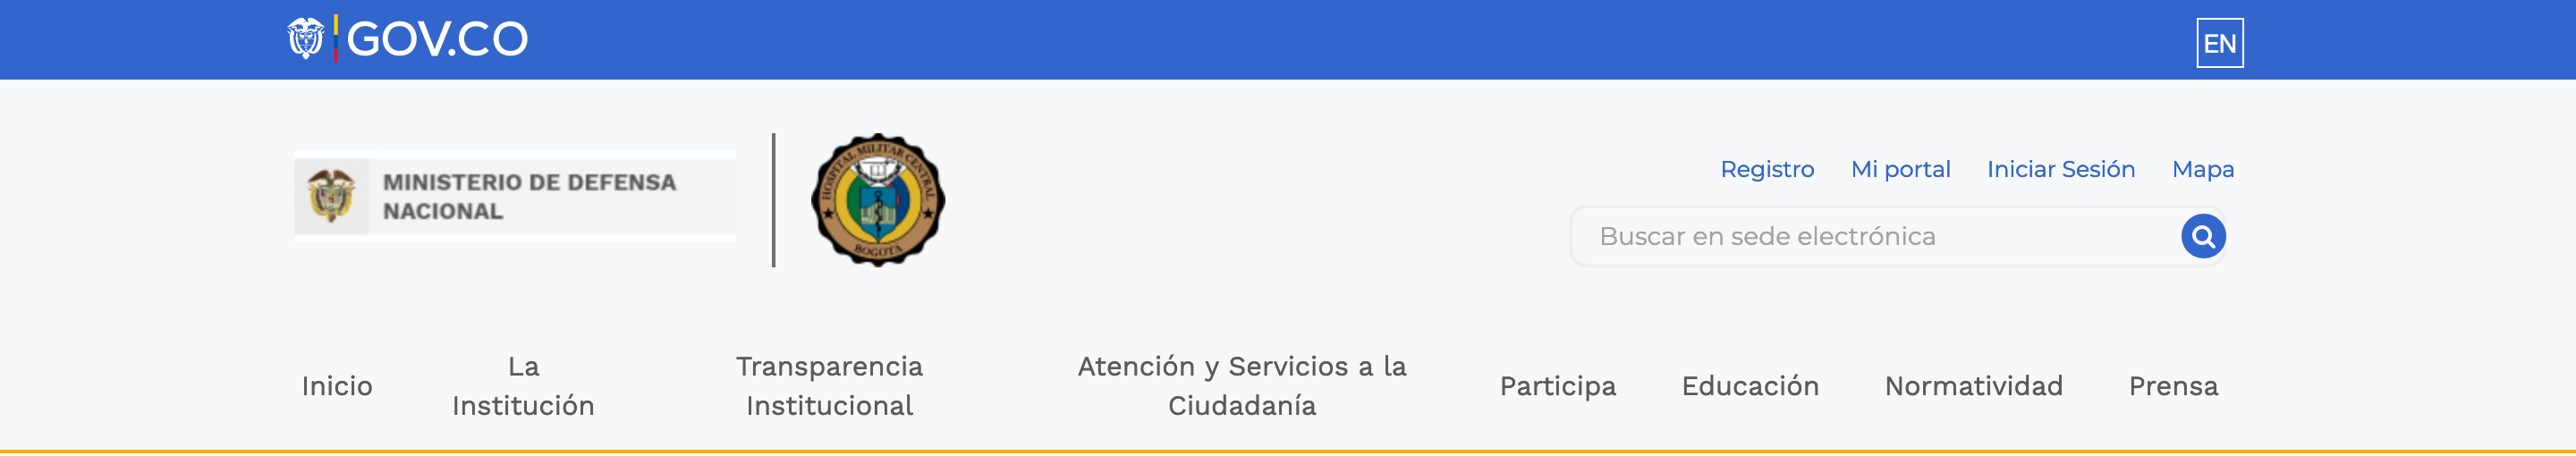 GOV.CO
EN
MINISTERIO DE DEFENSA
NACIONAL
HOSPITAL MILITAR CENTRAL
BOGOTÁ
Registro Mi portal Iniciar Sesión Mapa
Buscar en sede electrónica
Inicio
La
Institución
Transparencia
Institucional
Atención y Servicios a la
Ciudadanía
Participa
Educación
Normatividad
Prensa